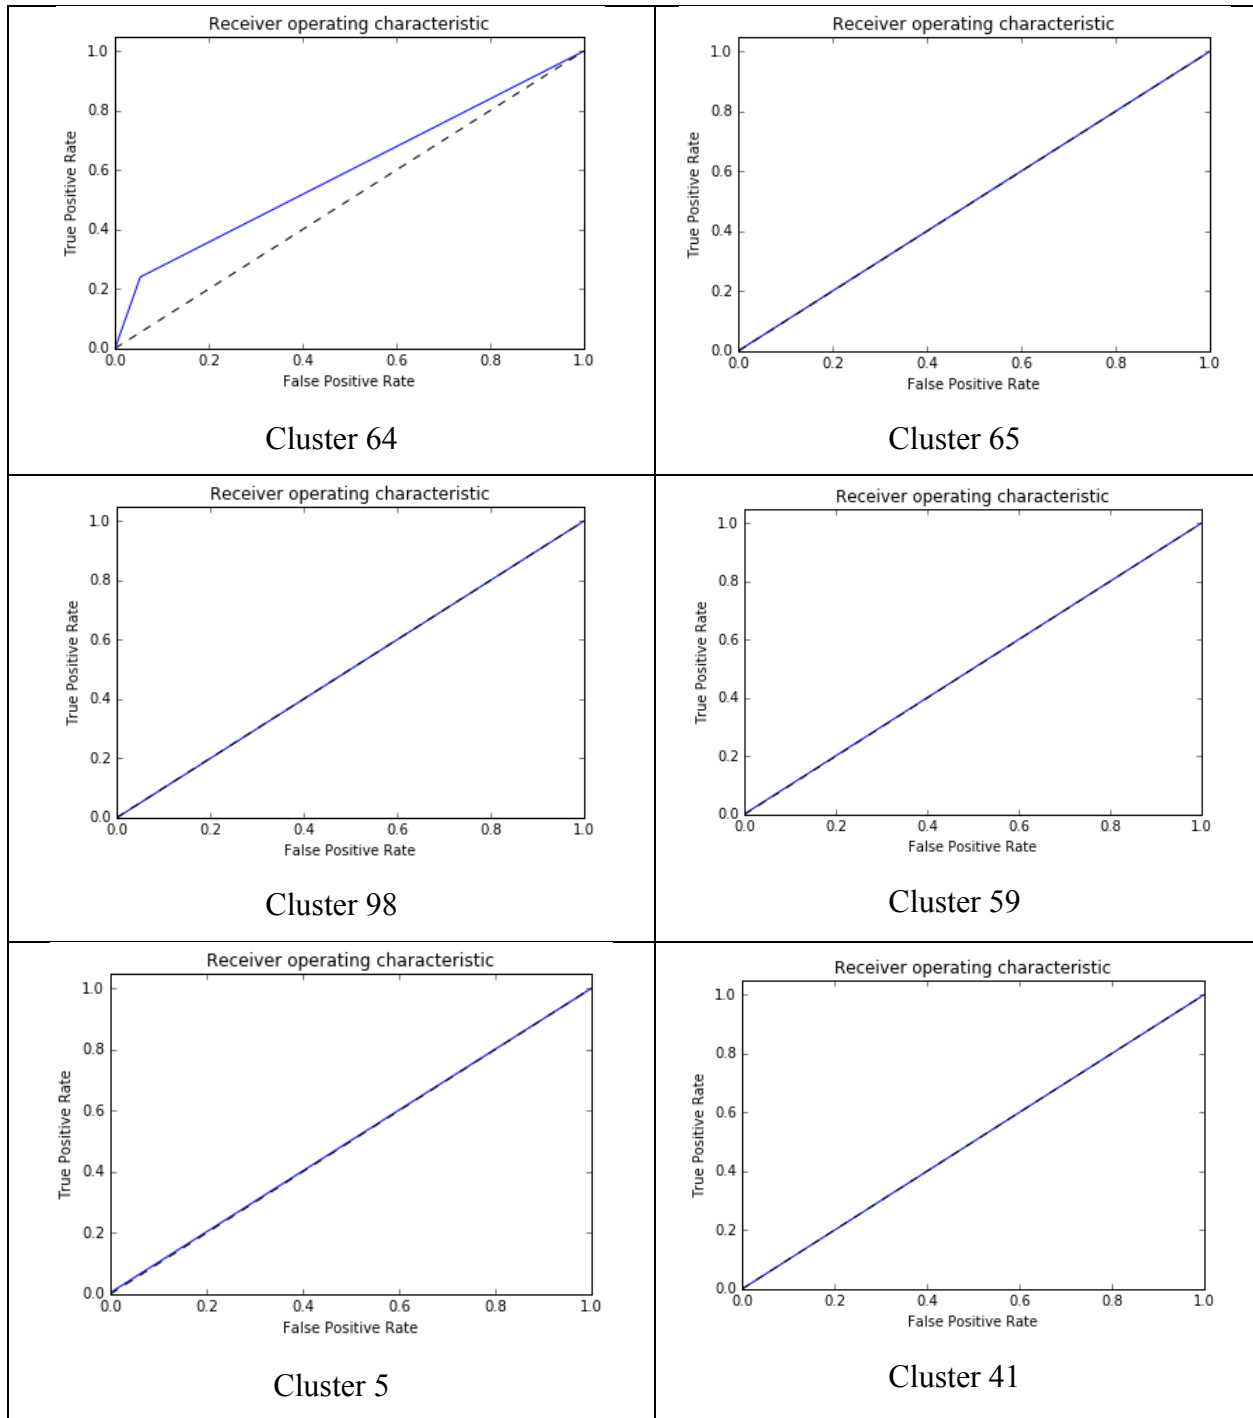 Receiver operating characteristic
1.0
0.8
0.6
0.4
0.2
0.0
True Positive Rate
0.0 0.2 0.4 0.6 0.8 1.0
False Positive Rate
Cluster 64
Receiver operating characteristic
1.0
0.8
0.6
0.4
0.2
0.0
True Positive Rate
0.0 0.2 0.4 0.6 0.8 1.0
False Positive Rate
Cluster 65
Receiver operating characteristic
1.0
0.8
0.6
0.4
0.2
0.0
True Positive Rate
0.0 0.2 0.4 0.6 0.8 1.0
False Positive Rate
Cluster 98
Receiver operating characteristic
1.0
0.8
0.6
0.4
0.2
0.0
True Positive Rate
0.0 0.2 0.4 0.6 0.8 1.0
False Positive Rate
Cluster 59
Receiver operating characteristic
1.0
0.8
0.6
0.4
0.2
0.0
True Positive Rate
0.0 0.2 0.4 0.6 0.8 1.0
False Positive Rate
Cluster 5
Receiver operating characteristic
1.0
0.8
0.6
0.4
0.2
0.0
True Positive Rate
0.0 0.2 0.4 0.6 0.8 1.0
False Positive Rate
Cluster 41